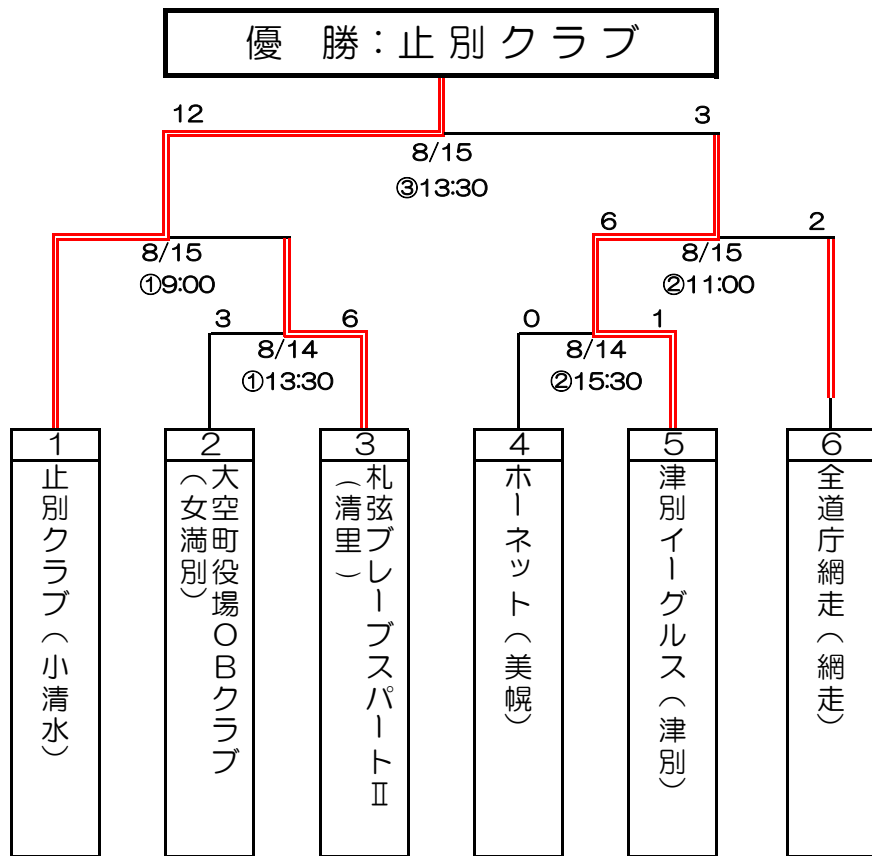 優　勝：止別クラブ
12
3
8/15
③13:30
6
2
8/15
①9:00
8/15
②11:00
3
6
0
1
8/14
①13:30
8/14
②15:30
1
2
3
4
5
6
止別クラブ（小清水）
大空町役場OBクラブ
（女満別）
札弦ブレーブスパートⅡ
（清里）
ホーネット（美幌）
津別イーグルス（津別）
全道庁網走（網走）